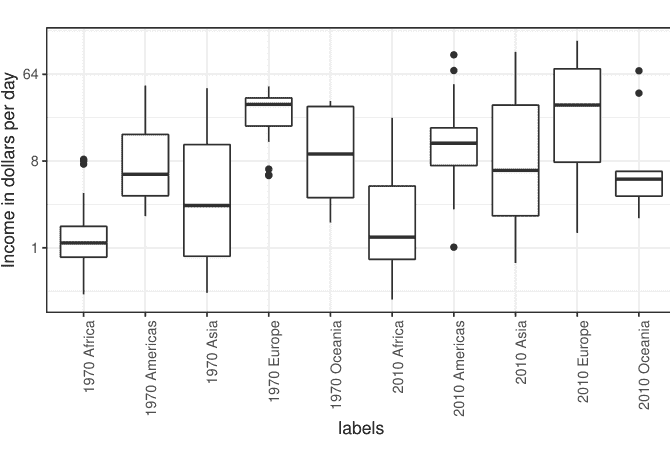 Income in dollars per day
64
8
1
1970 Africa
1970 Americas
1970 Asia
1970 Europe
1970 Oceania
2010 Africa
2010 Americas
2010 Asia
2010 Europe
2010 Oceania
labels